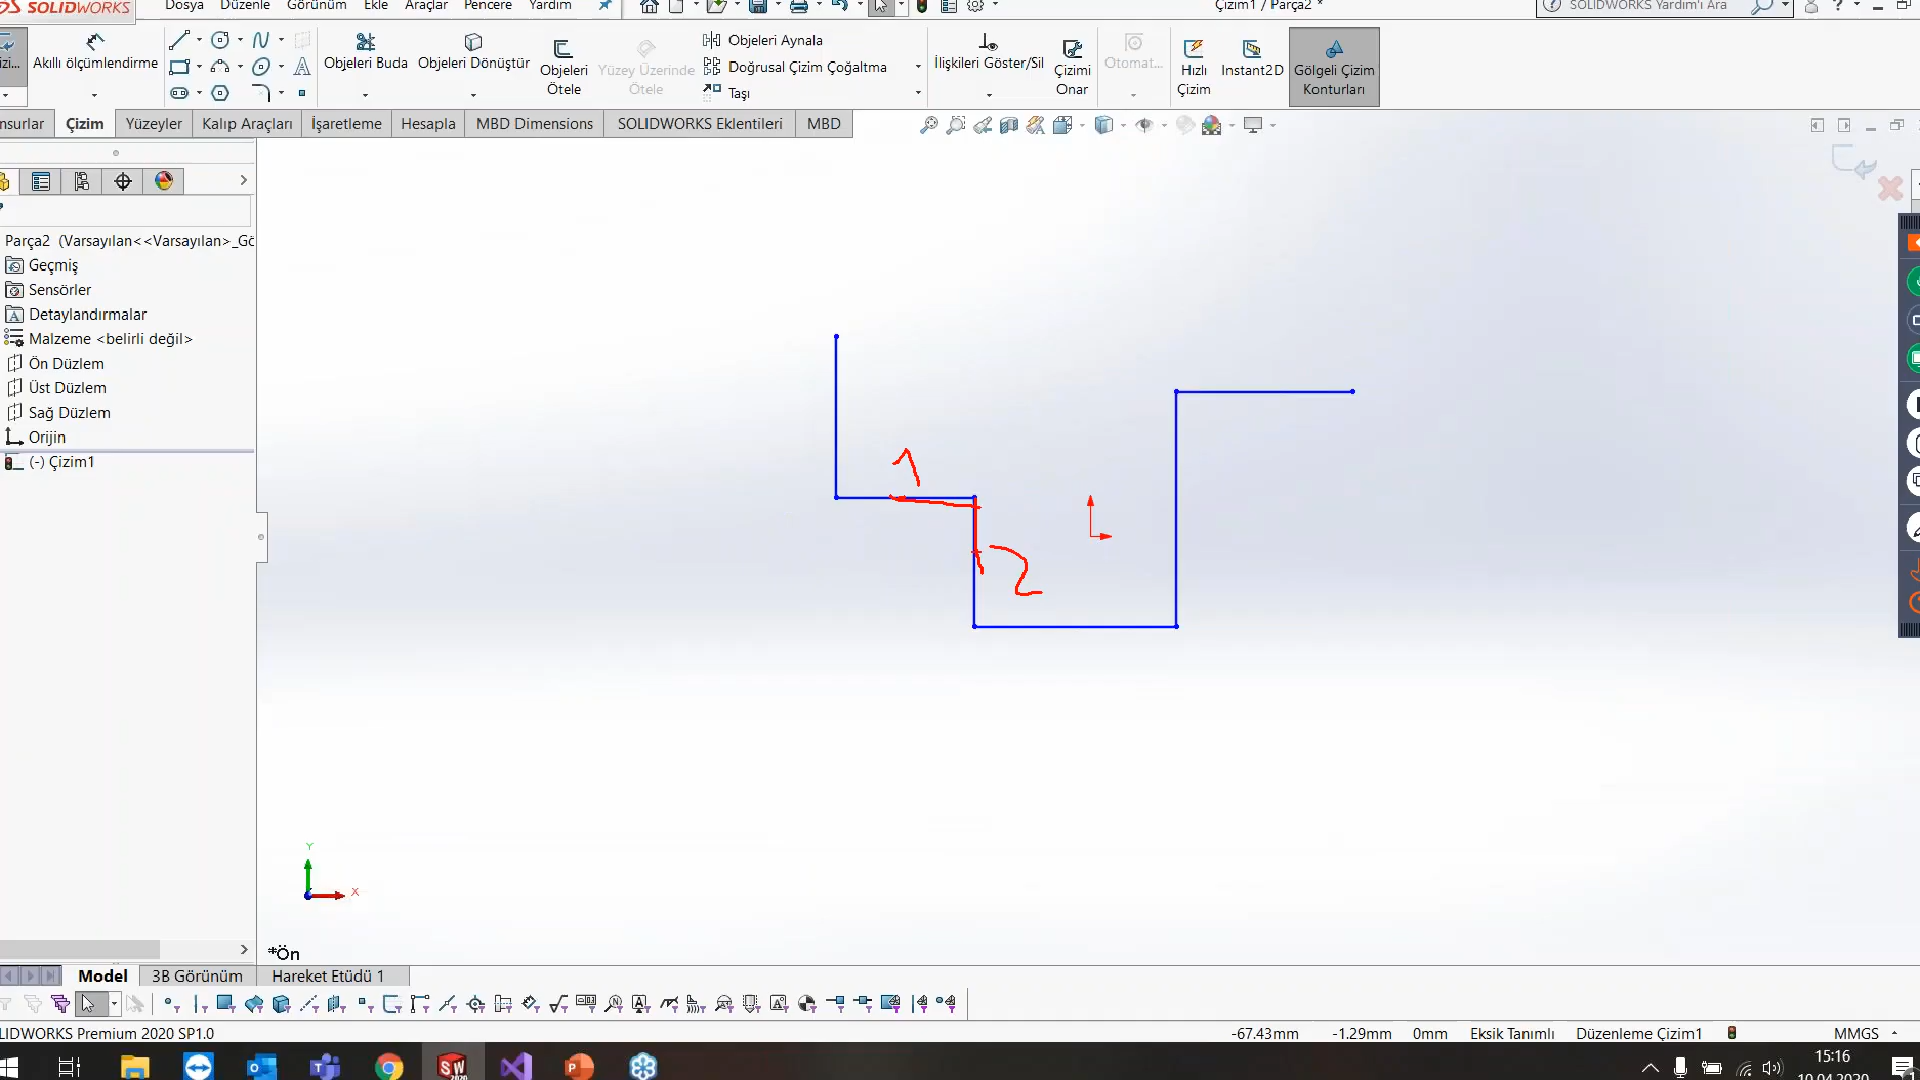 SOLIDWORKS
Dosya Düzenle Görünüm Ekle Araçlar Pencere Yardım
Çizim1 / Parça2 *
SOLIDWORKS Yardım'ı Ara
Akıllı ölçümlendirme
Objeleri Buda
Objeleri Dönüştür
Objeleri
Ötele
Yüzey Üzerinde
Ötele
Objeleri Aynala
Doğrusal Çizim Çoğaltma
Taşı
İlişkileri Göster/Sil
Çizimi
Onar
Otomat...
Hızlı
Çizim
Instant2D
Gölgeli Çizim
Konturları
nsurlar Çizim Yüzeyler Kalıp Araçları İşaretleme Hesapla MBD Dimensions SOLIDWORKS Eklentileri MBD
Parça2 (Varsayılan<<Varsayılan>_Gö
Geçmiş
Sensörler
Detaylandırmalar
Malzeme <belirli değil>
Ön Düzlem
Üst Düzlem
Sağ Düzlem
Orijin
(-) Çizim1
1
2
Y
X
*Ön
Model 3B Görünüm Hareket Etüdü 1
LIDWORKS Premium 2020 SP1.0
-67.43mm -1.29mm 0mm Eksik Tanımlı Düzenleme Çizim1 MMGS
15:16
10.04.2020